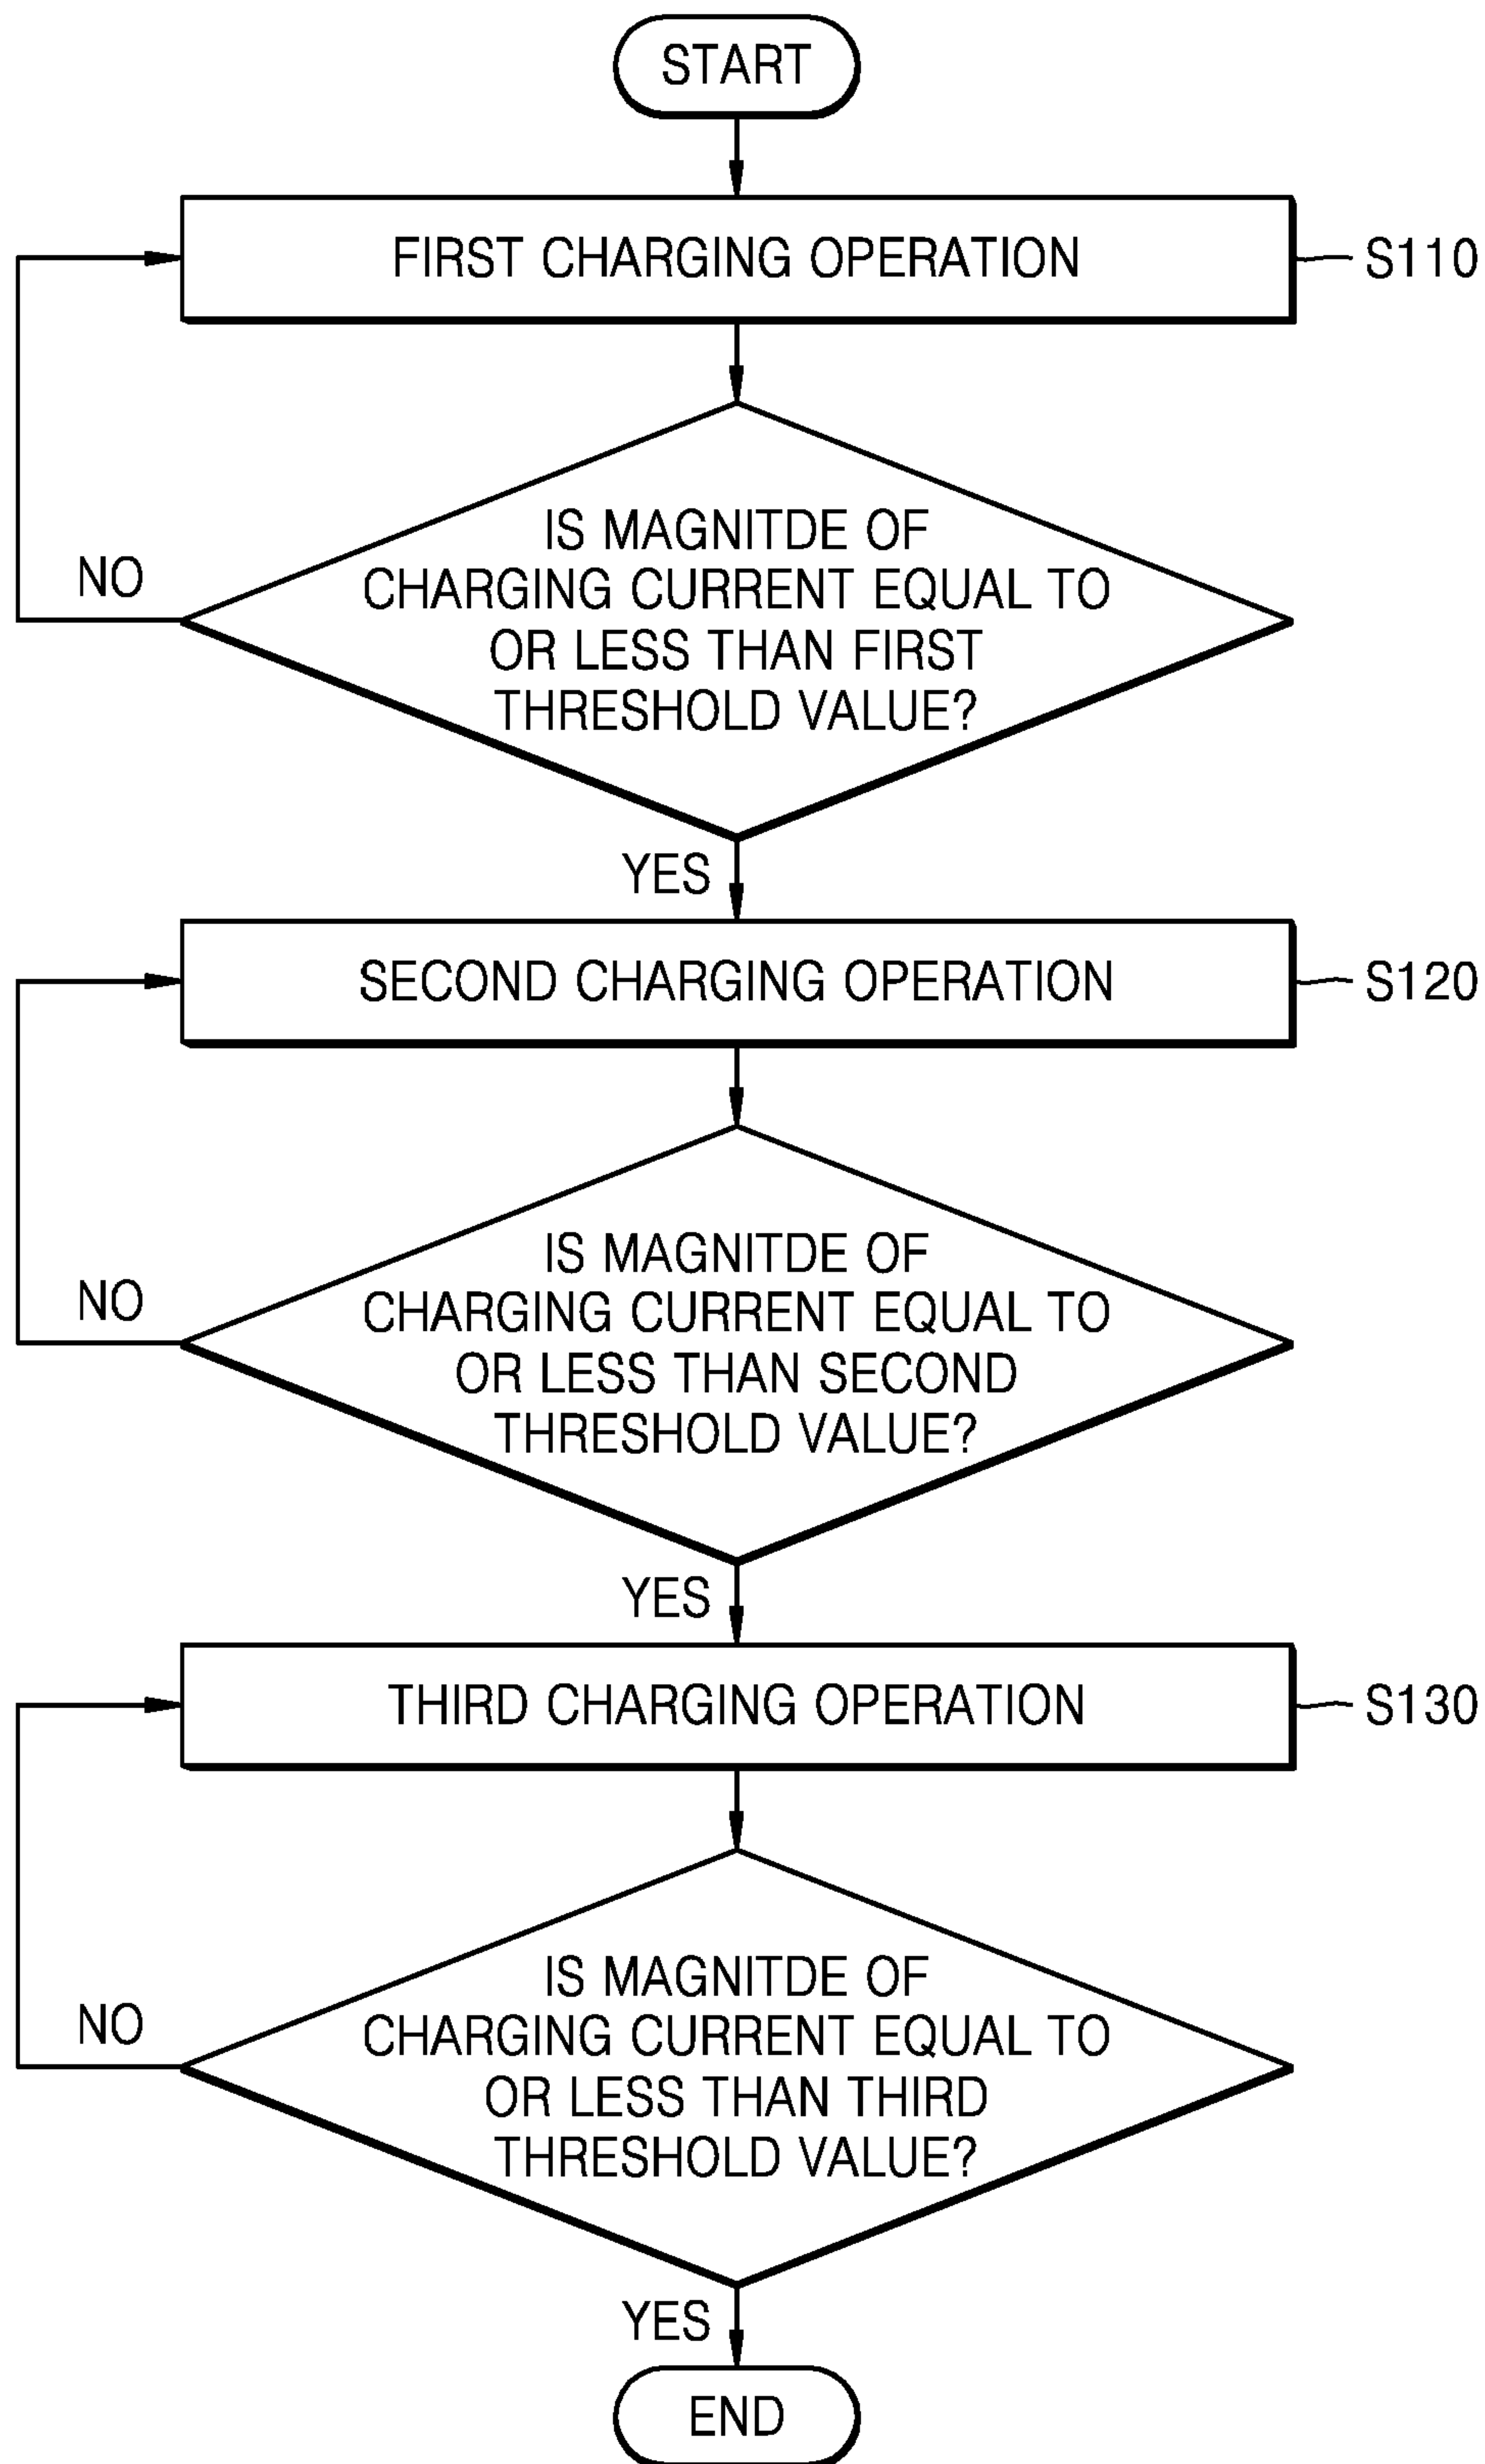 START
FIRST CHARGING OPERATION
S110
IS MAGNITDE OF
CHARGING CURRENT EQUAL TO
OR LESS THAN FIRST
THRESHOLD VALUE?
NO
YES
SECOND CHARGING OPERATION
S120
IS MAGNITDE OF
CHARGING CURRENT EQUAL TO
OR LESS THAN SECOND
THRESHOLD VALUE?
NO
YES
THIRD CHARGING OPERATION
S130
IS MAGNITDE OF
CHARGING CURRENT EQUAL TO
OR LESS THAN THIRD
THRESHOLD VALUE?
NO
YES
END